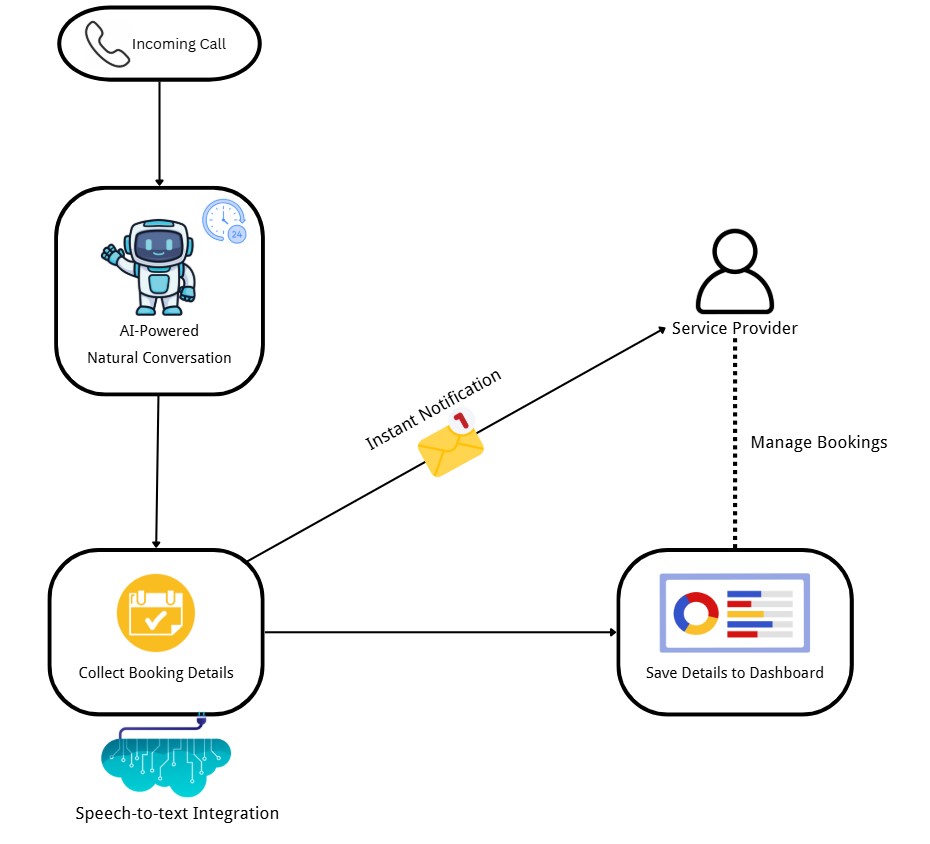 Incoming Call
24
AI-Powered
Natural Conversation
Service Provider
Instant Notification
1
Manage Bookings
Collect Booking Details
Save Details to Dashboard
Speech-to-text Integration